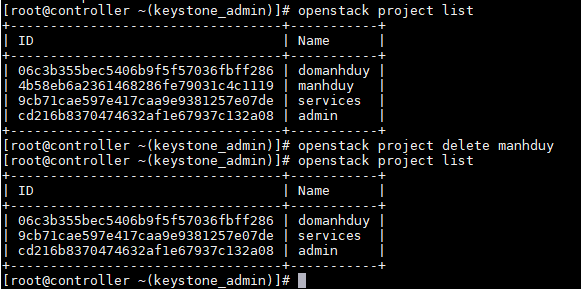 [root@controller ~(keystone_admin)]# openstack project list
+----------------------------------+-----------+
| ID                               | Name      |
+----------------------------------+-----------+
| 06c3b355bec5406b9f5f57036fbff286 | domanhduy |
| 4b58eb6a2361468286fe79031c4c1119 | manhduy   |
| 9cb71cae597e417caa9e9381257e07de | services  |
| cd216b8370474632af1e67937c132a08 | admin     |
+----------------------------------+-----------+
[root@controller ~(keystone_admin)]# openstack project delete manhduy
[root@controller ~(keystone_admin)]# openstack project list
+----------------------------------+-----------+
| ID                               | Name      |
+----------------------------------+-----------+
| 06c3b355bec5406b9f5f57036fbff286 | domanhduy |
| 9cb71cae597e417caa9e9381257e07de | services  |
| cd216b8370474632af1e67937c132a08 | admin     |
+----------------------------------+-----------+
[root@controller ~(keystone_admin)]#